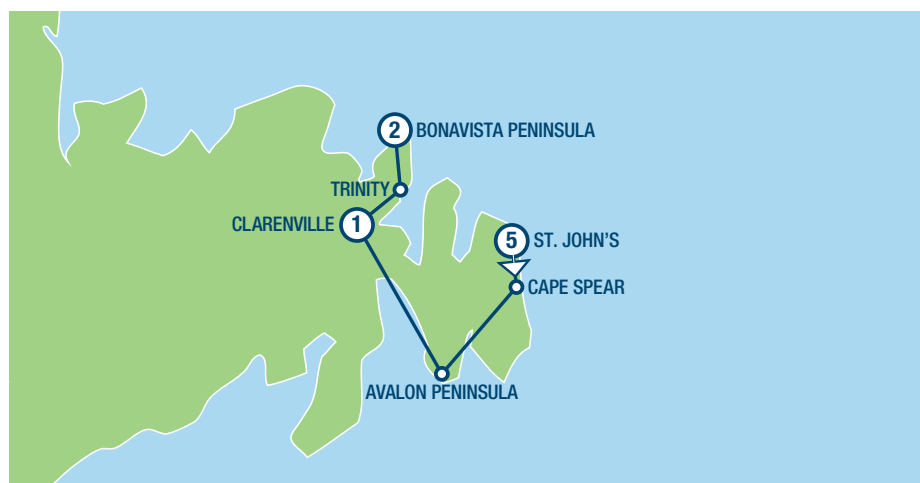 2 BONAVISTA PENINSULA
TRINITY
CLARENVILLE 1
5 ST. JOHN'S
CAPE SPEAR
AVALON PENINSULA